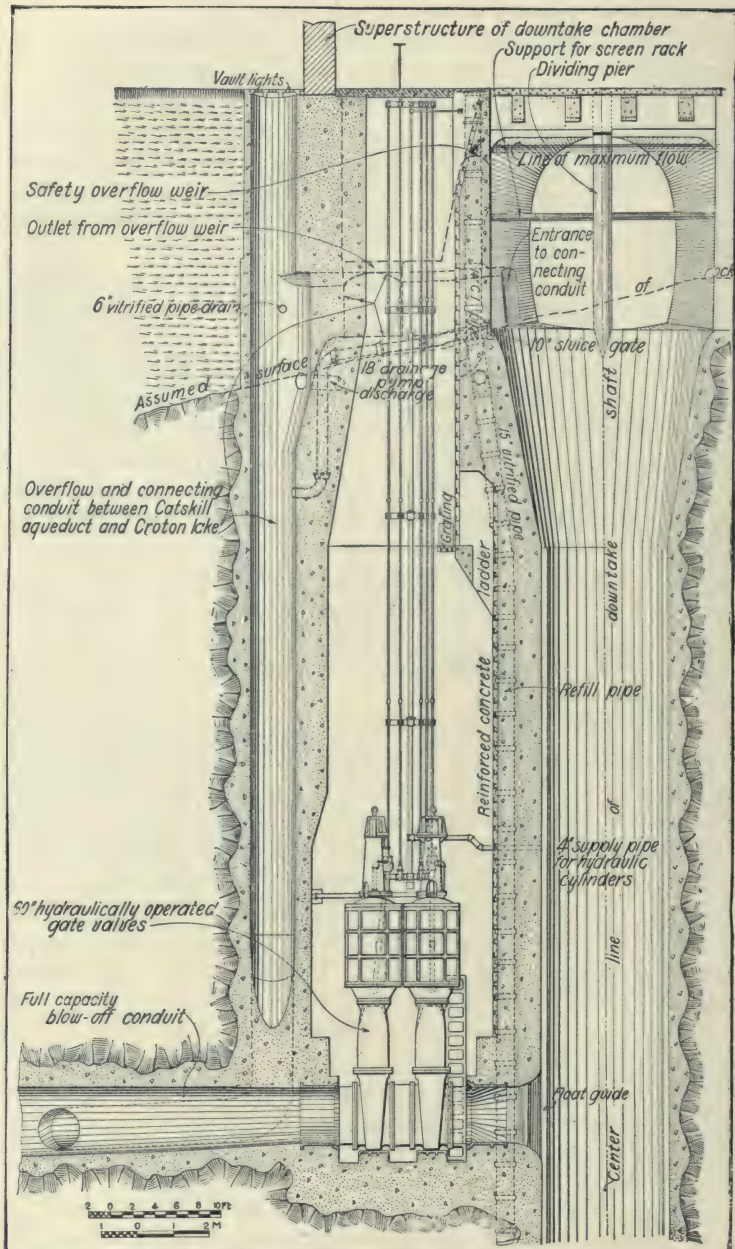 Superstructure of downtake chamber
Support for screen rack
Dividing pier
Vault lights
Line of maximum flow
Safety overflow weir
Outlet from overflow weir
Entrance
to con-
necting
conduit
of
rock
6" vitrified pipe drain
4" C.I. pipe
10" sluice gate
Assumed
surface
18" drainage
pump
discharge
shaft
15" vitrified pipe
Overflow and connecting
conduit between Catskill
aqueduct and Croton lake
Grating
ladder
downtake
Reinforced concrete
Refill pipe
of
4" supply pipe
for hydraulic
cylinders
60" hydraulically operated
gate valves
line
Full capacity
blow-off conduit
Float guide
Center
2 0 2 4 6 8 10 Ft
1 0 1 2 M